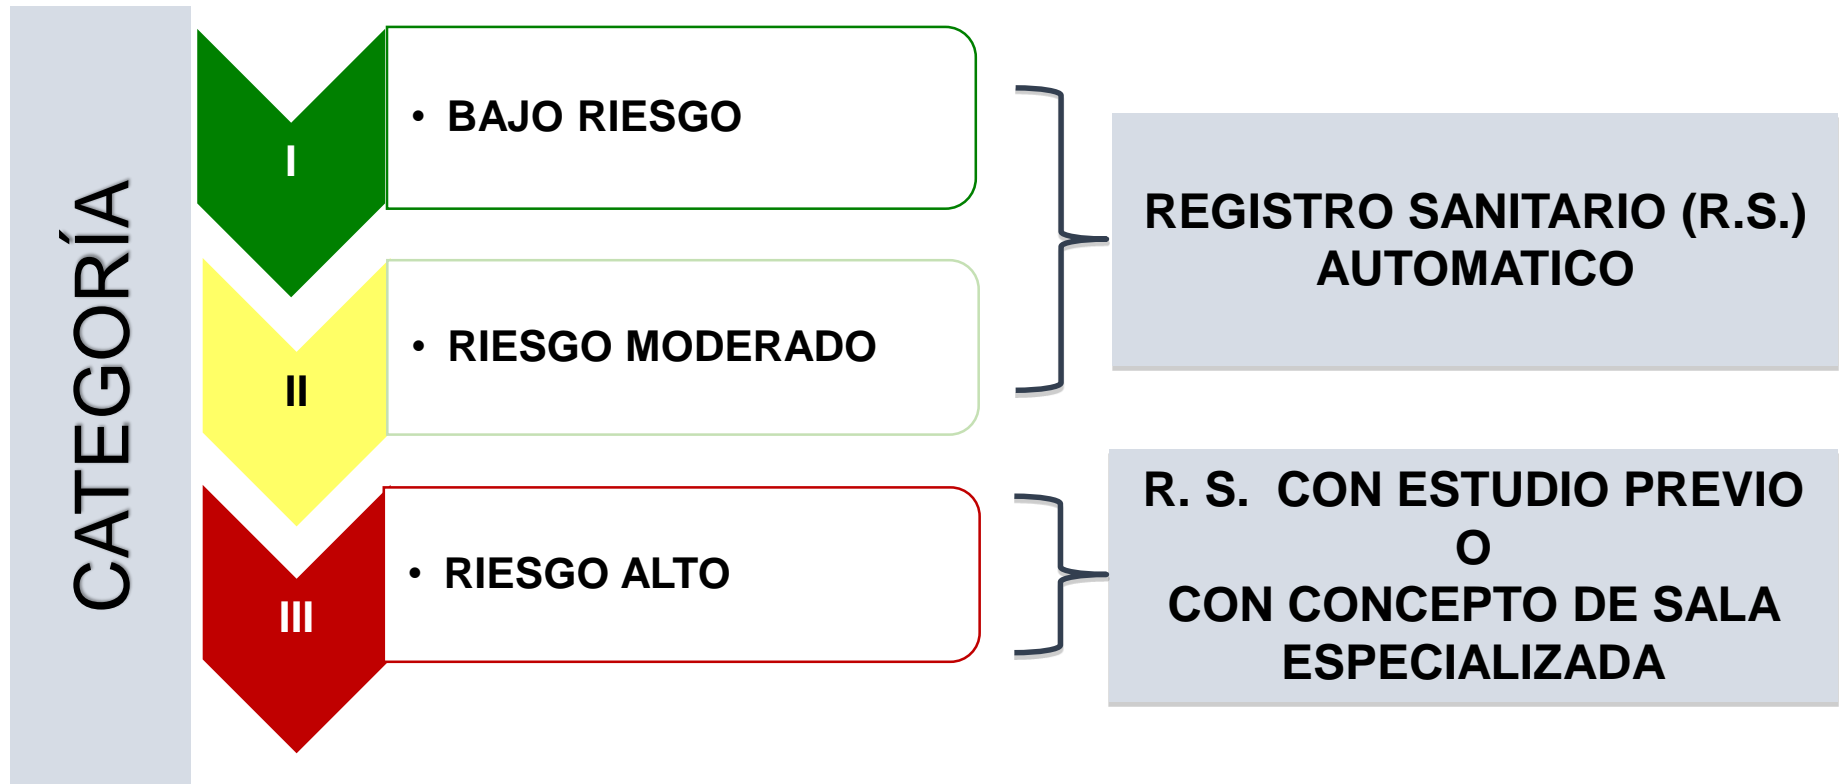 CATEGORÍA
I
• BAJO RIESGO
II
• RIESGO MODERADO
III
• RIESGO ALTO
REGISTRO SANITARIO (R.S.)
AUTOMATICO
R. S. CON ESTUDIO PREVIO
O
CON CONCEPTO DE SALA
ESPECIALIZADA